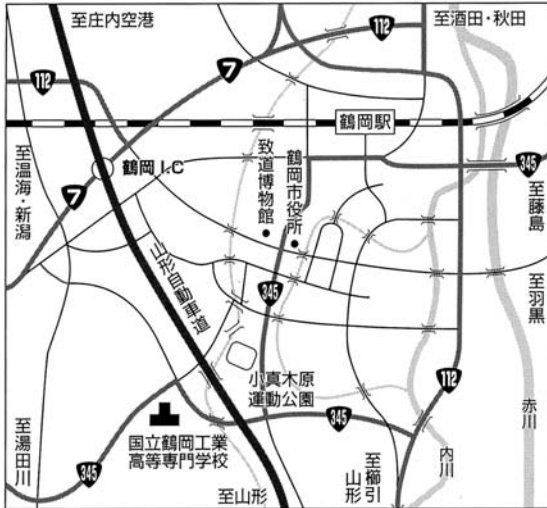 至庄内空港
112
至酒田・秋田
7
112
鶴岡駅
345
至温海・新潟
鶴岡I.C
致道博物館
鶴岡市役所
至藤島
7
山形自動車道
至羽黒
345
小真木原
運動公園
112
赤川
至湯田川
国立鶴岡工業
高等専門学校
345
345
至櫛引
山形
内川
至山形